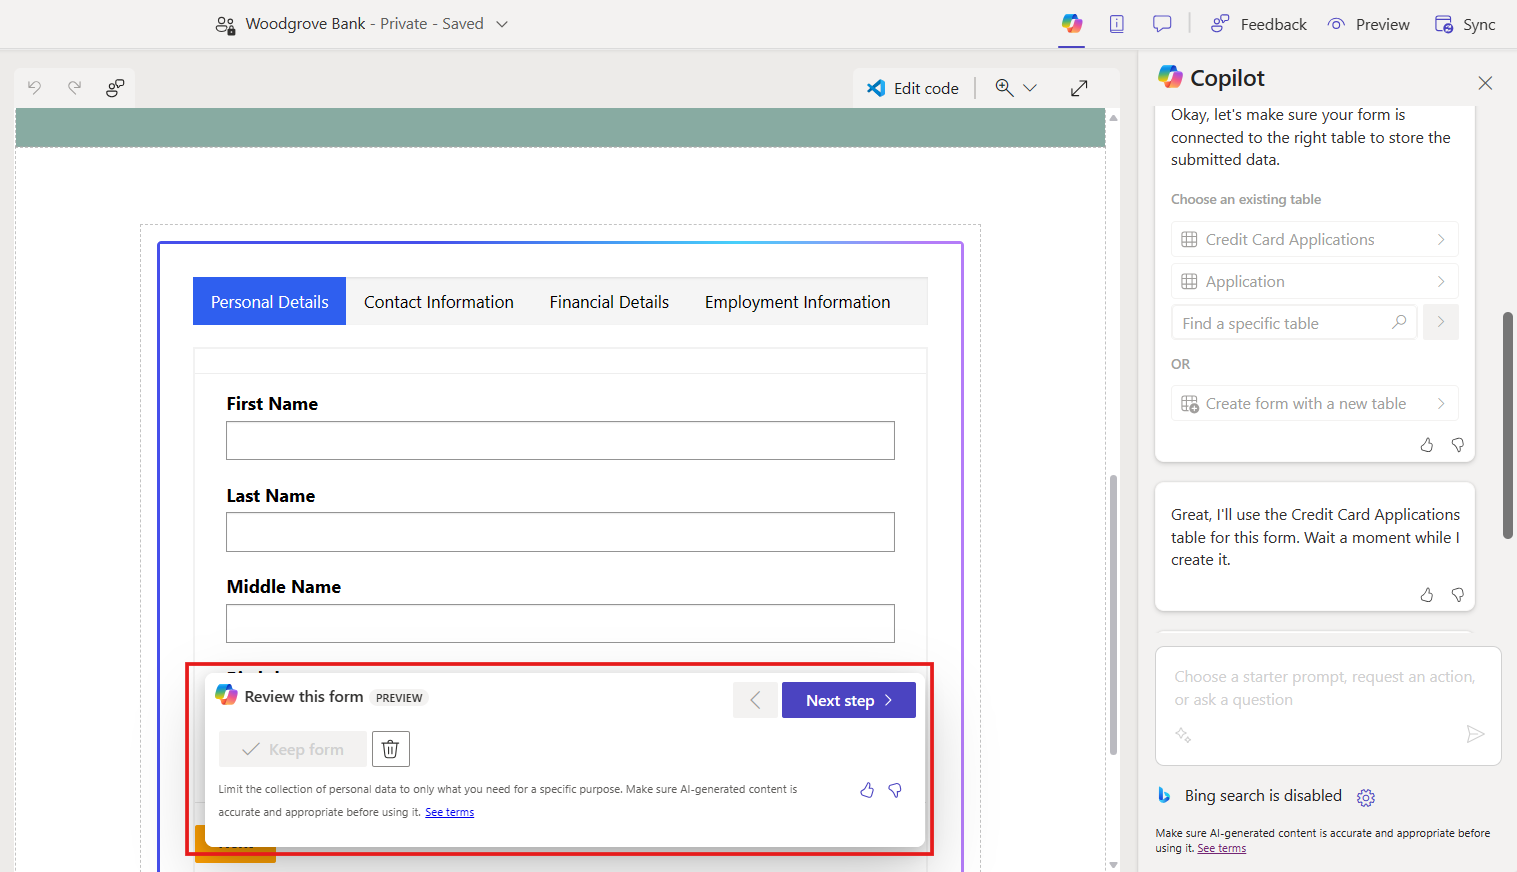 Woodgrove Bank - Private - Saved
Feedback
Preview
Sync
Edit code
Personal Details
Contact Information
Financial Details
Employment Information
First Name
Last Name
Middle Name
Review this form
PREVIEW
Next step
Keep form
Limit the collection of personal data to only what you need for a specific purpose. Make sure AI-generated content is
accurate and appropriate before using it. See terms
Copilot
Okay, let's make sure your form is
connected to the right table to store the
submitted data.
Choose an existing table
Credit Card Applications
Application
Find a specific table
OR
Create form with a new table
Great, I'll use the Credit Card Applications
table for this form. Wait a moment while I
create it.
Choose a starter prompt, request an action,
or ask a question
Bing search is disabled
Make sure AI-generated content is accurate and appropriate before
using it. See terms